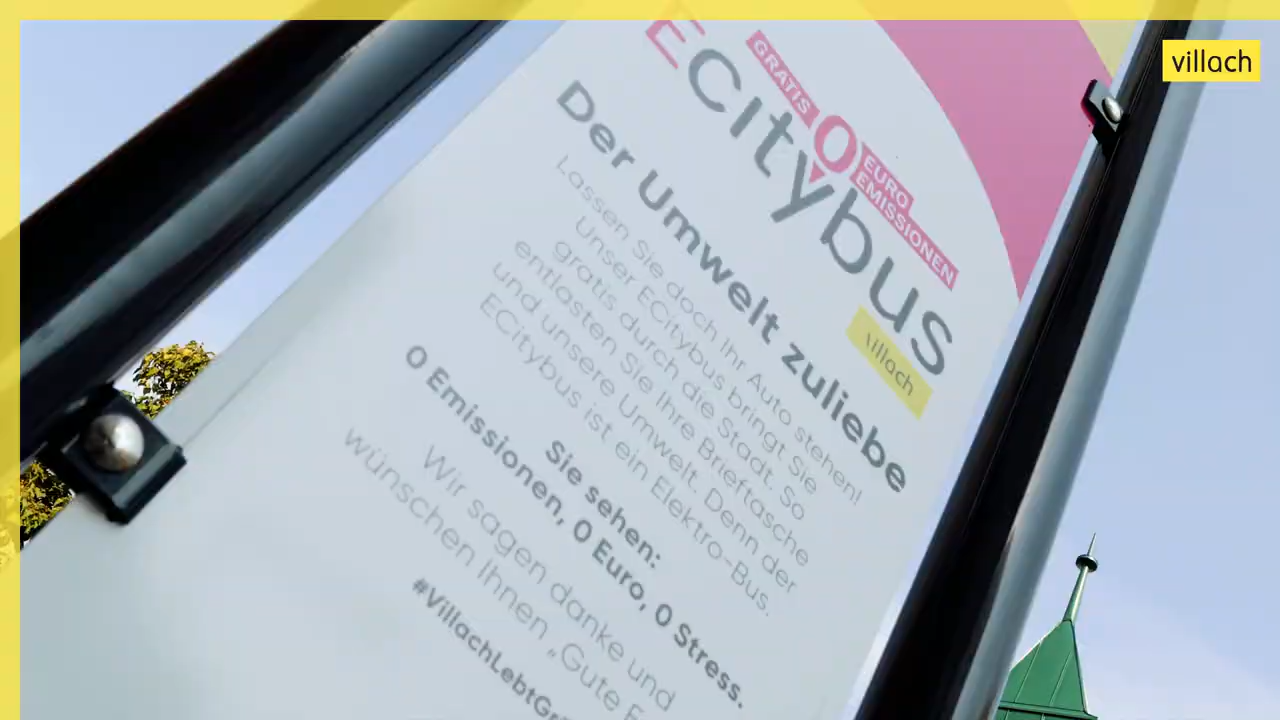 villach
ECitybus
GRATIS
0
EURO
EMISSIONEN
villach
Der Umwelt zuliebe
Lassen Sie doch Ihr Auto stehen!
Unser ECitybus bringt Sie
gratis durch die Stadt. So
entlasten Sie Ihre Brieftasche
und unsere Umwelt. Denn der
ECitybus ist ein Elektro-Bus.
Sie sehen:
0 Emissionen, 0 Euro, 0 Stress.
Wir sagen danke und
wünschen Ihnen „Gute